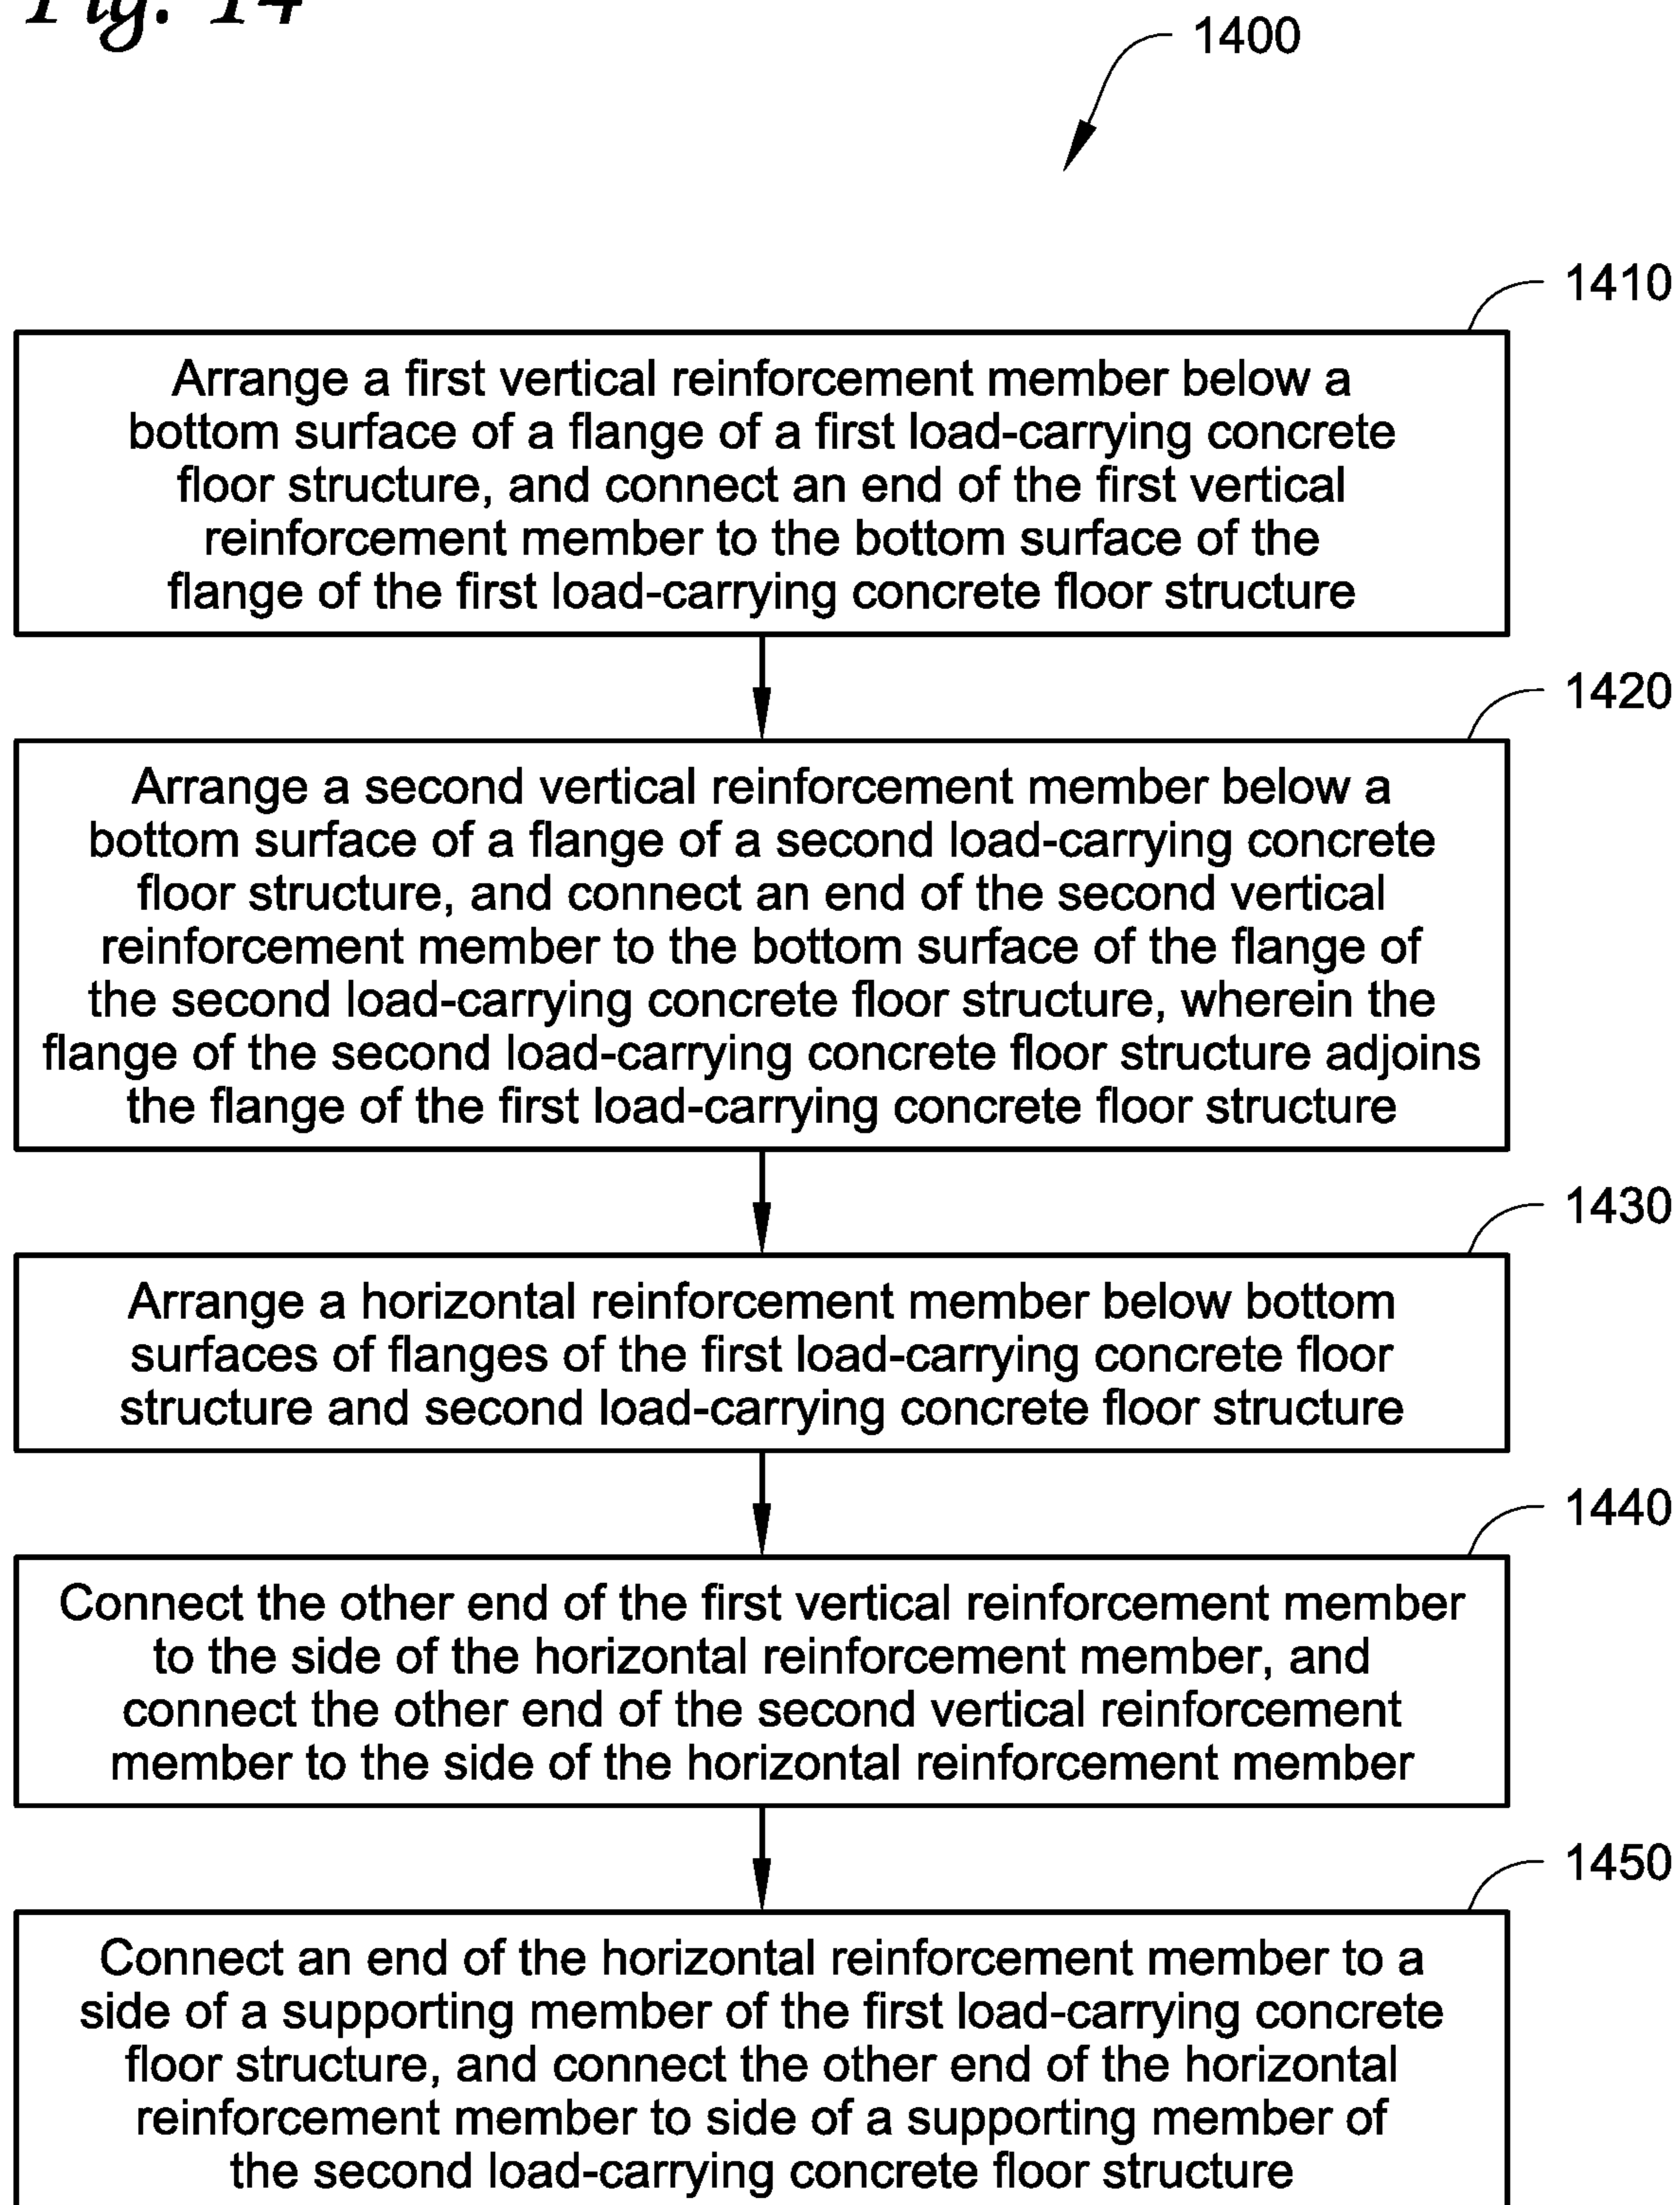 Fig. 14
1400
1410
Arrange a first vertical reinforcement member below a
bottom surface of a flange of a first load-carrying concrete
floor structure, and connect an end of the first vertical
reinforcement member to the bottom surface of the
flange of the first load-carrying concrete floor structure
1420
Arrange a second vertical reinforcement member below a
bottom surface of a flange of a second load-carrying concrete
floor structure, and connect an end of the second vertical
reinforcement member to the bottom surface of the flange of
the second load-carrying concrete floor structure, wherein the
flange of the second load-carrying concrete floor structure adjoins
the flange of the first load-carrying concrete floor structure
1430
Arrange a horizontal reinforcement member below bottom
surfaces of flanges of the first load-carrying concrete floor
structure and second load-carrying concrete floor structure
1440
Connect the other end of the first vertical reinforcement member
to the side of the horizontal reinforcement member, and
connect the other end of the second vertical reinforcement
member to the side of the horizontal reinforcement member
1450
Connect an end of the horizontal reinforcement member to a
side of a supporting member of the first load-carrying concrete
floor structure, and connect the other end of the horizontal
reinforcement member to side of a supporting member of
the second load-carrying concrete floor structure